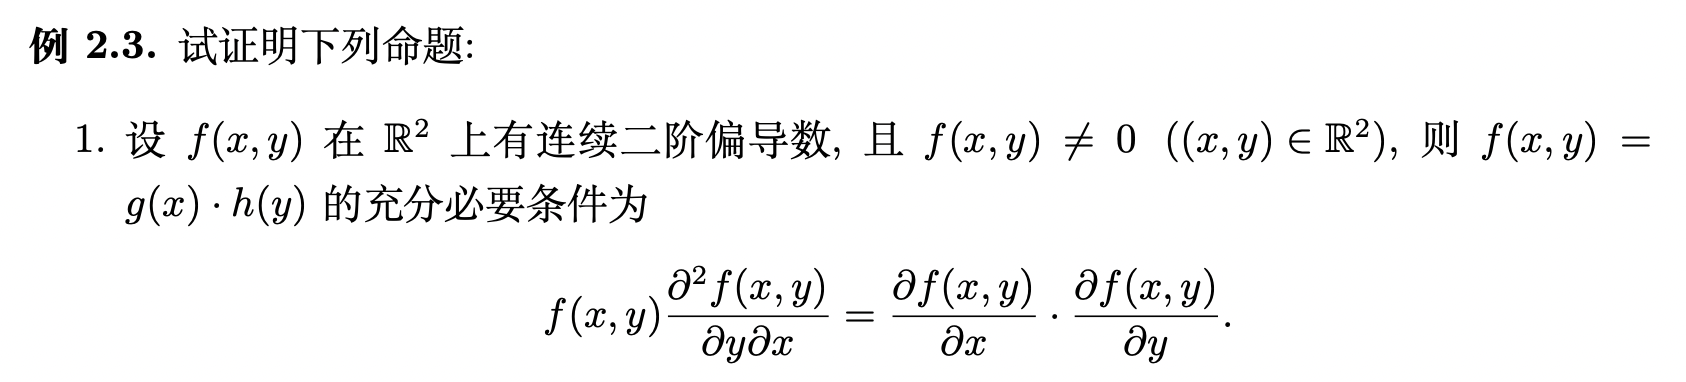 例 2.3. 试证明下列命题:
1. 设 f(x, y) 在 ℝ² 上有连续二阶偏导数, 且 f(x, y) ≠ 0 ((x, y) ∈ ℝ²), 则 f(x, y) =
g(x) · h(y) 的充分必要条件为
f(x, y) ∂²f(x, y)/∂y∂x = ∂f(x, y)/∂x · ∂f(x, y)/∂y.